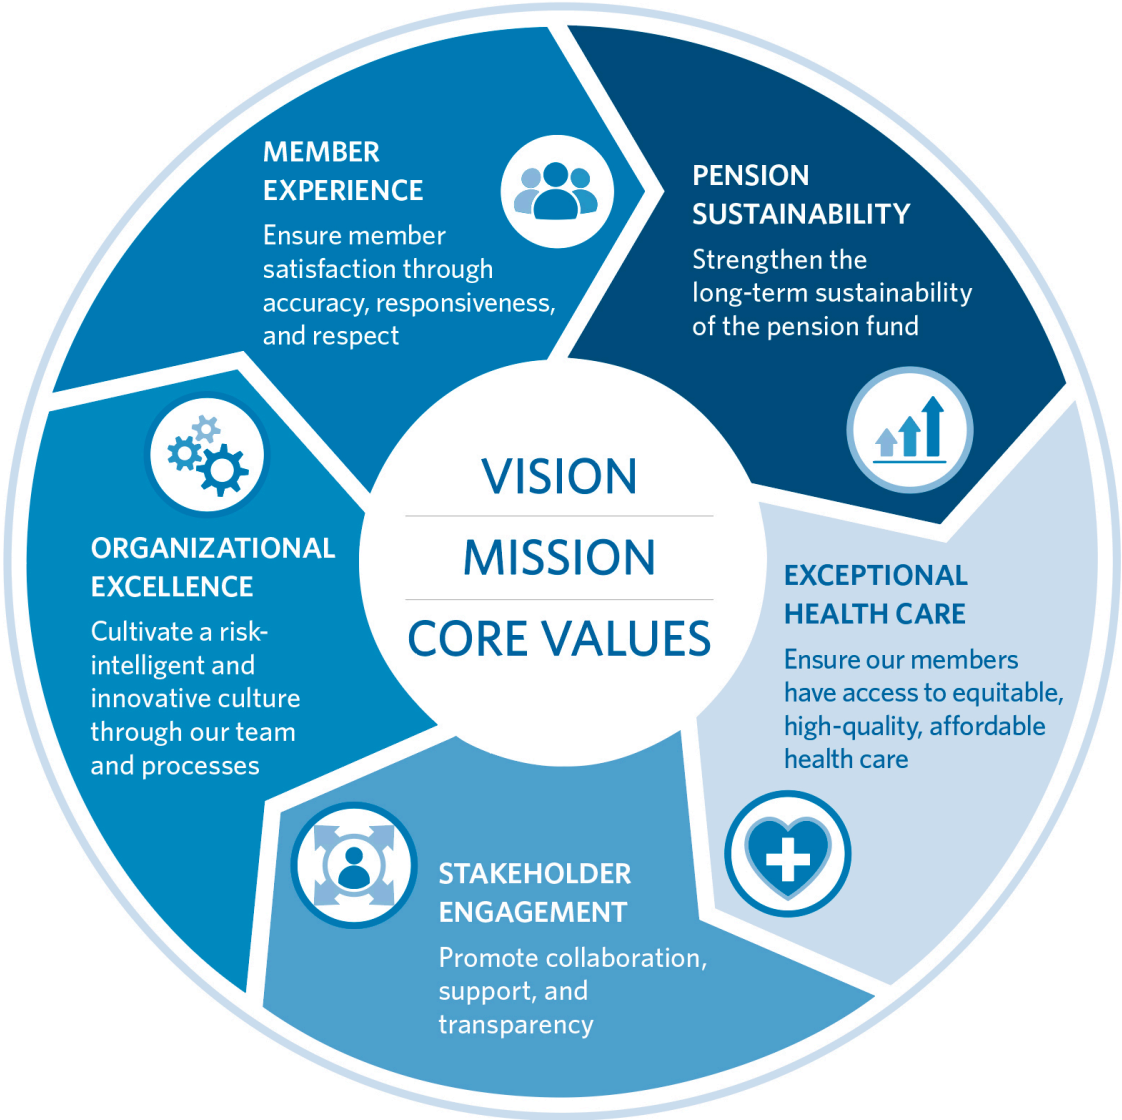 MEMBER
EXPERIENCE
Ensure member
satisfaction through
accuracy, responsiveness,
and respect
PENSION
SUSTAINABILITY
Strengthen the
long-term sustainability
of the pension fund
EXCEPTIONAL
HEALTH CARE
Ensure our members
have access to equitable,
high-quality, affordable
health care
STAKEHOLDER
ENGAGEMENT
Promote collaboration,
support, and
transparency
ORGANIZATIONAL
EXCELLENCE
Cultivate a risk-
intelligent and
innovative culture
through our team
and processes
VISION
MISSION
CORE VALUES